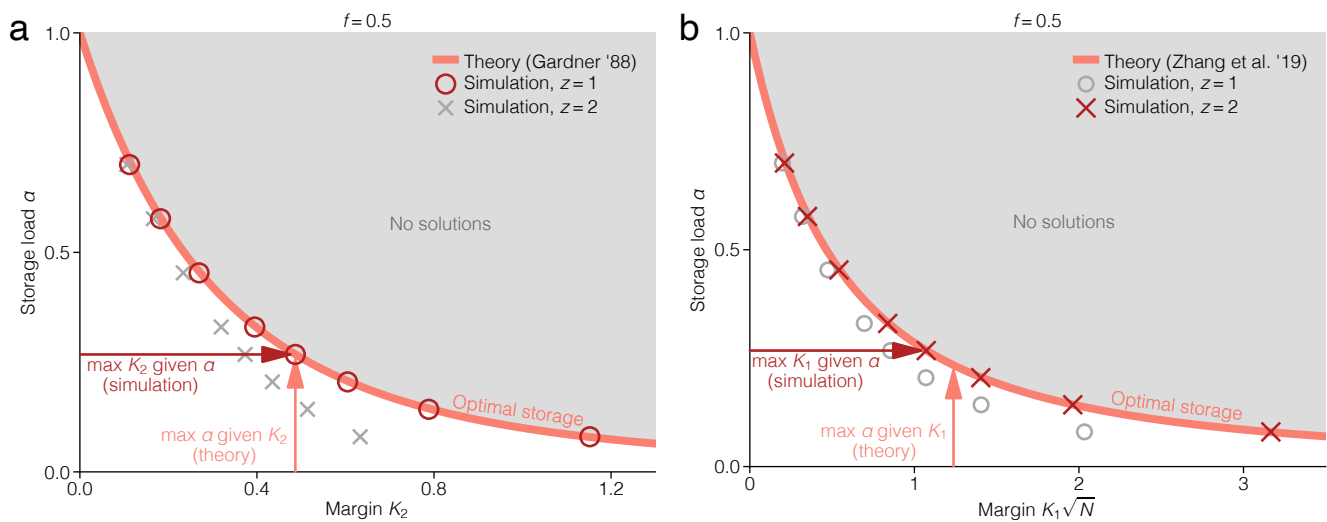 a
f = 0.5
1.0
0.5
0.0
Storage load α
Theory (Gardner '88)
Simulation, z = 1
Simulation, z = 2
No solutions
max K₂ given α
(simulation)
Optimal storage
max α given K₂
(theory)
0.0
0.4
0.8
1.2
Margin K₂
b
f = 0.5
1.0
0.5
0.0
Storage load α
Theory (Zhang et al. '19)
Simulation, z = 1
Simulation, z = 2
No solutions
max K₁ given α
(simulation)
Optimal storage
max α given K₁
(theory)
0
1
2
3
Margin K₁√N